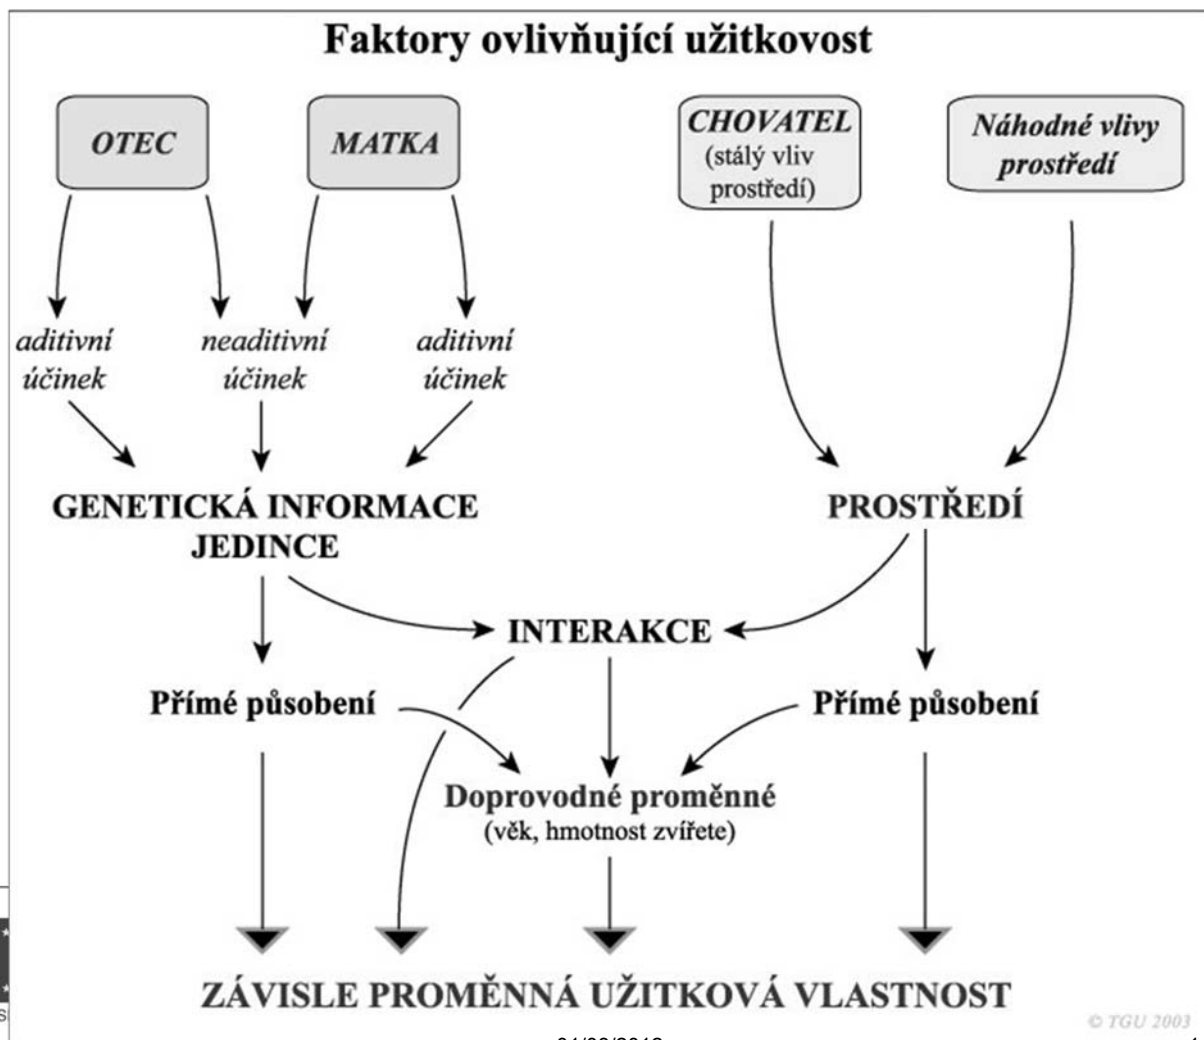 Faktory ovlivňující užitkovost
OTEC
MATKA
CHOVATEL
(stálý vliv
prostředí)
Náhodné vlivy
prostředí
aditivní
účinek
neaditivní
účinek
aditivní
účinek
GENETICKÁ INFORMACE
JEDINCE
PROSTŘEDÍ
INTERAKCE
Přímé působení
Přímé působení
Doprovodné proměnné
(věk, hmotnost zvířete)
ZÁVISLE PROMĚNNÁ UŽITKOVÁ VLASTNOST
© TGU 2003